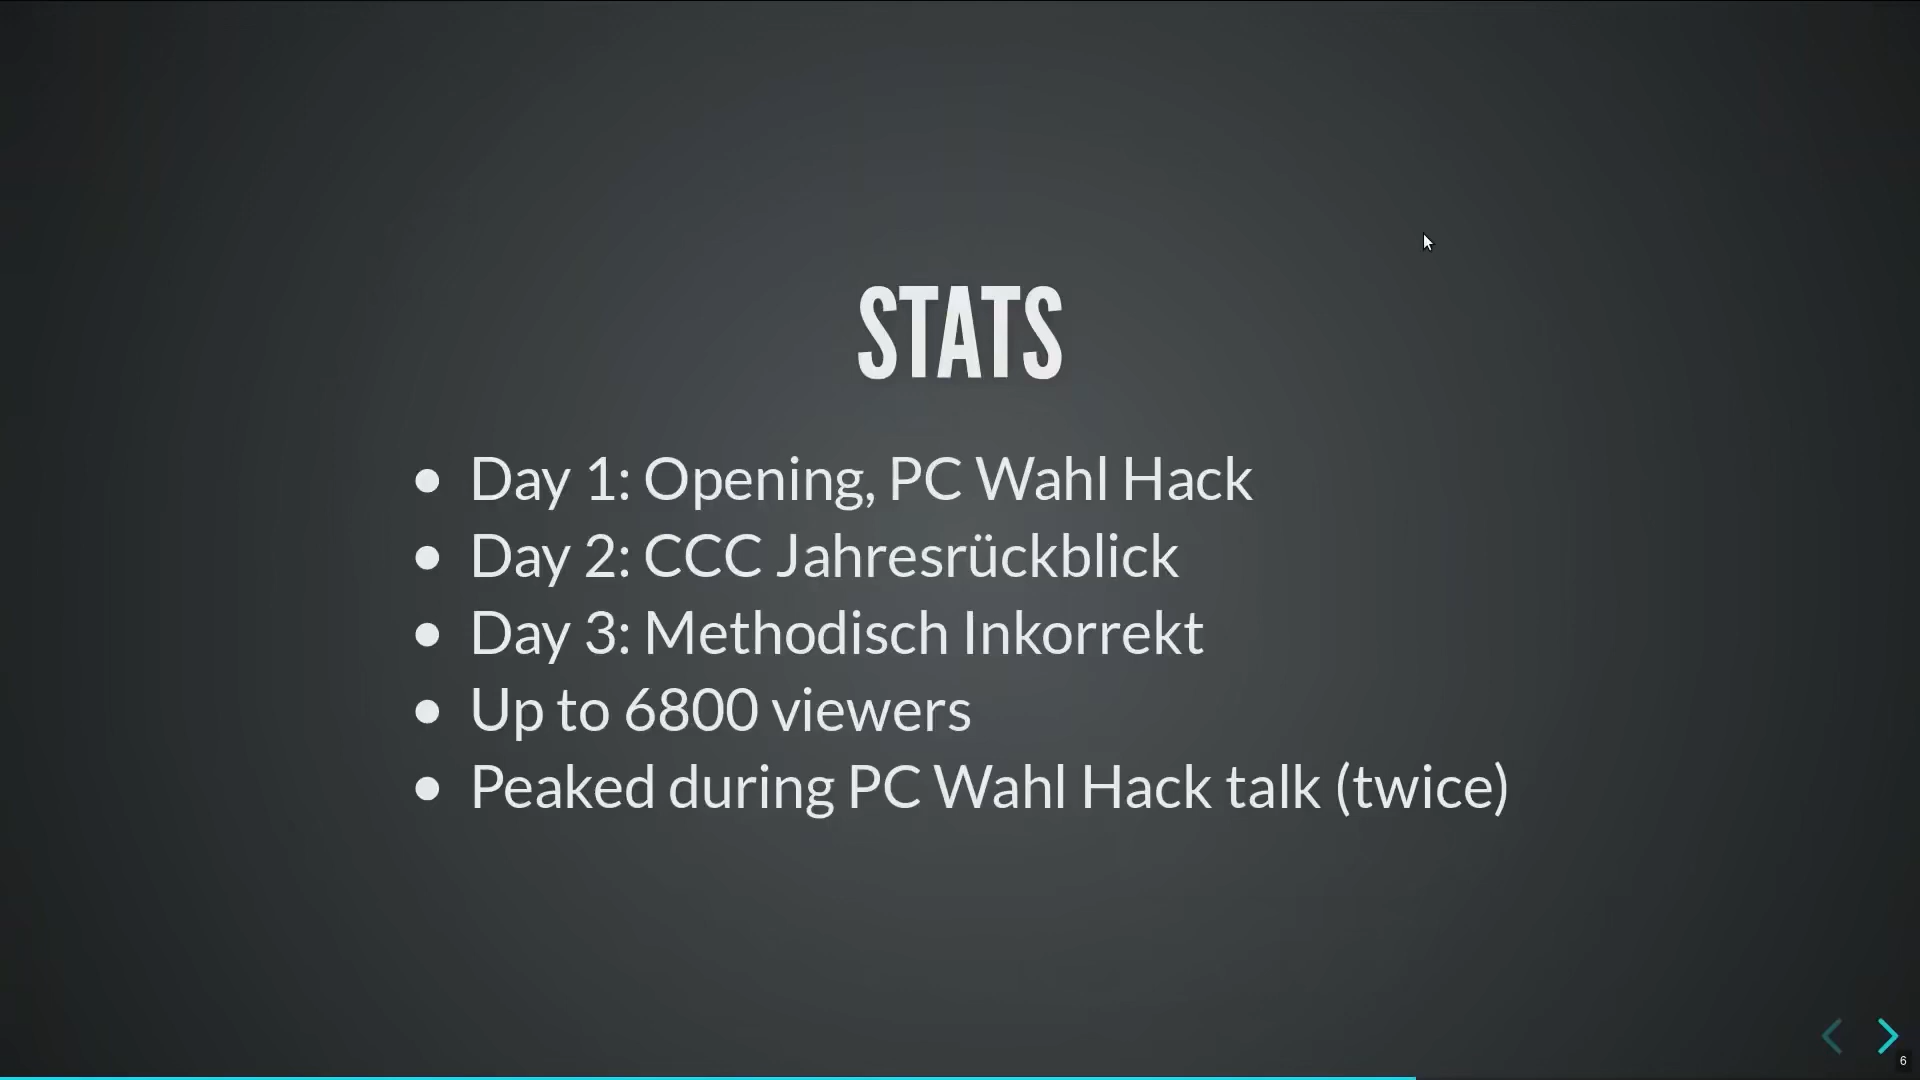 STATS
• Day 1: Opening, PC Wahl Hack
• Day 2: CCC Jahresrückblick
• Day 3: Methodisch Inkorrekt
• Up to 6800 viewers
• Peaked during PC Wahl Hack talk (twice)
6